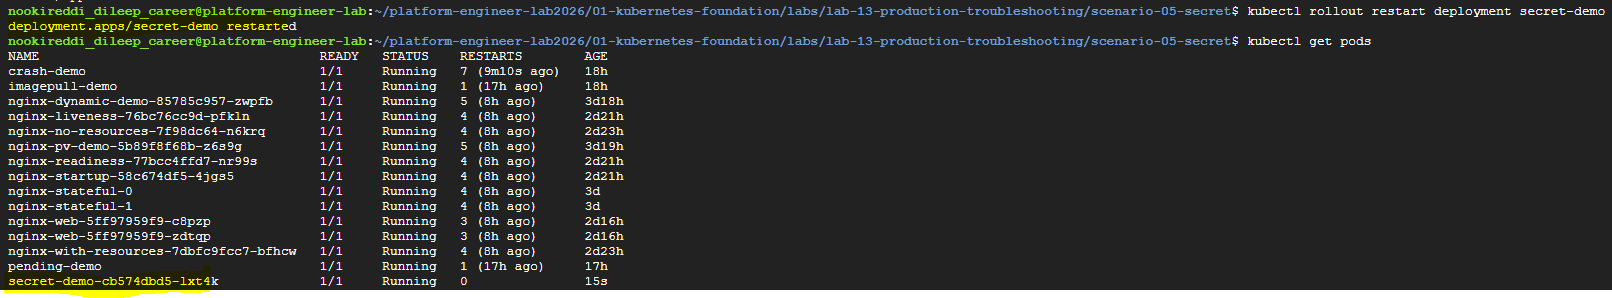 nookireddi_dileep_career@platform-engineer-lab:~/platform-engineer-lab2026/01-kubernetes-foundation/labs/lab-13-production-troubleshooting/scenario-05-secret$ kubectl rollout restart deployment secret-demo
deployment.apps/secret-demo restarted
nookireddi_dileep_career@platform-engineer-lab:~/platform-engineer-lab2026/01-kubernetes-foundation/labs/lab-13-production-troubleshooting/scenario-05-secret$ kubectl get pods
NAME READY STATUS RESTARTS AGE
crash-demo 1/1 Running 7 (9m10s ago) 18h
imagepull-demo 1/1 Running 1 (17h ago) 18h
nginx-dynamic-demo-85785c957-zwpfb 1/1 Running 5 (8h ago) 3d18h
nginx-liveness-76bc76cc9d-pfkln 1/1 Running 4 (8h ago) 2d21h
nginx-no-resources-7f98dc64-n6krq 1/1 Running 4 (8h ago) 2d23h
nginx-pv-demo-5b89f8f68b-z6s9g 1/1 Running 5 (8h ago) 3d19h
nginx-readiness-77bcc4ffd7-nr99s 1/1 Running 4 (8h ago) 2d21h
nginx-startup-58c674df5-4jgs5 1/1 Running 4 (8h ago) 2d21h
nginx-stateful-0 1/1 Running 4 (8h ago) 3d
nginx-stateful-1 1/1 Running 4 (8h ago) 3d
nginx-web-5ff97959f9-c8pzp 1/1 Running 3 (8h ago) 2d16h
nginx-web-5ff97959f9-zdtqp 1/1 Running 3 (8h ago) 2d16h
nginx-with-resources-7dbfc9fcc7-bfhcw 1/1 Running 4 (8h ago) 2d23h
pending-demo 1/1 Running 1 (17h ago) 17h
secret-demo-cb574dbd5-lxt4k 1/1 Running 0 15s